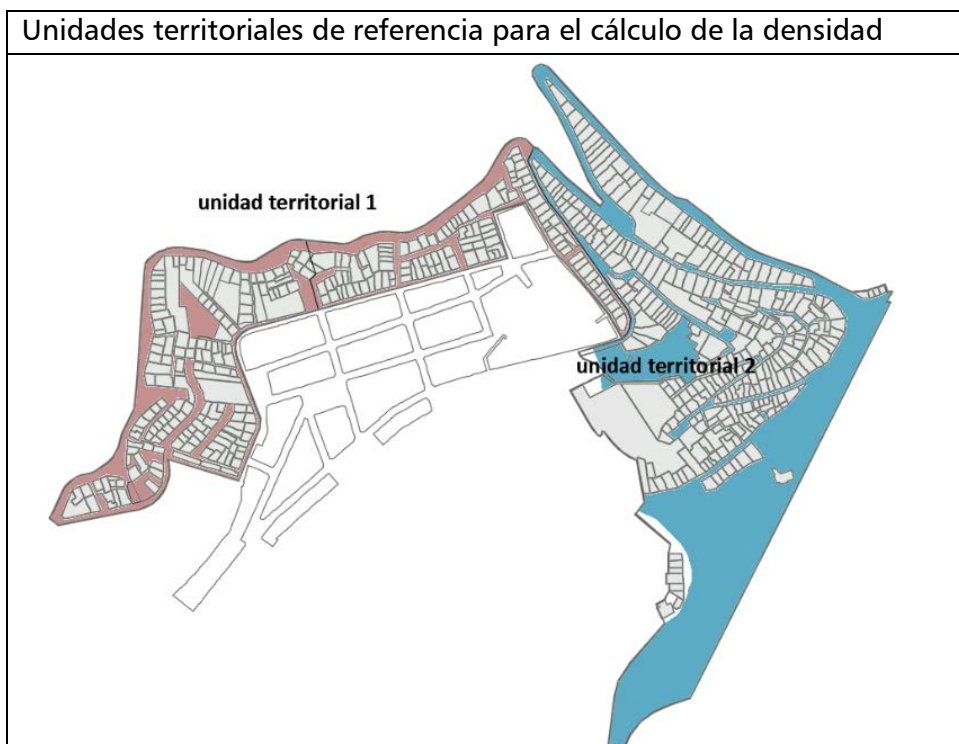 Unidades territoriales de referencia para el cálculo de la densidad
unidad territorial 1
unidad territorial 2